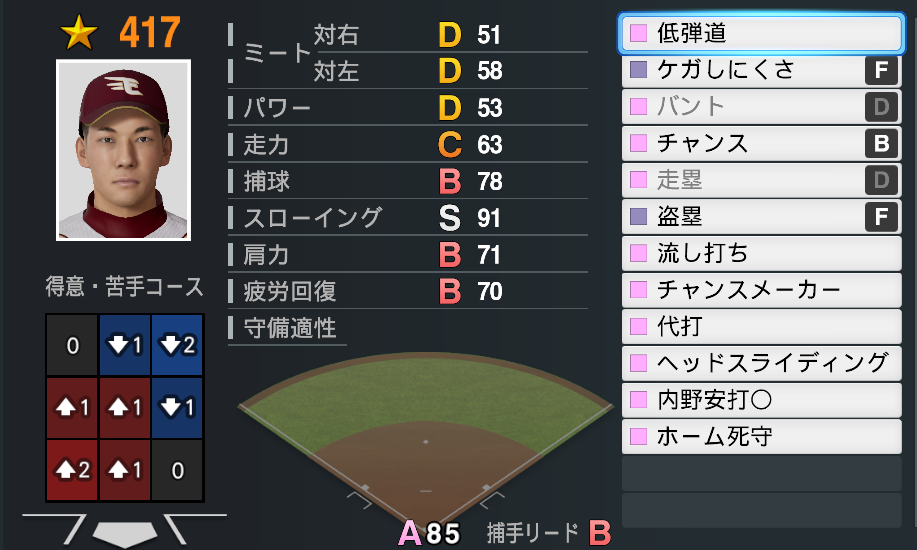 417
ミート 対右 D 51
対左 D 58
パワー D 53
走力 C 63
捕球 B 78
スローイング S 91
肩力 B 71
疲労回復 B 70
守備適性
A 85 捕手リード B
得意・苦手コース
0 1 2
1 1 1
2 1 0
低弾道
ケガしにくさ F
バント D
チャンス B
走塁 D
盗塁 F
流し打ち
チャンスメーカー
代打
ヘッドスライディング
内野安打〇
ホーム死守